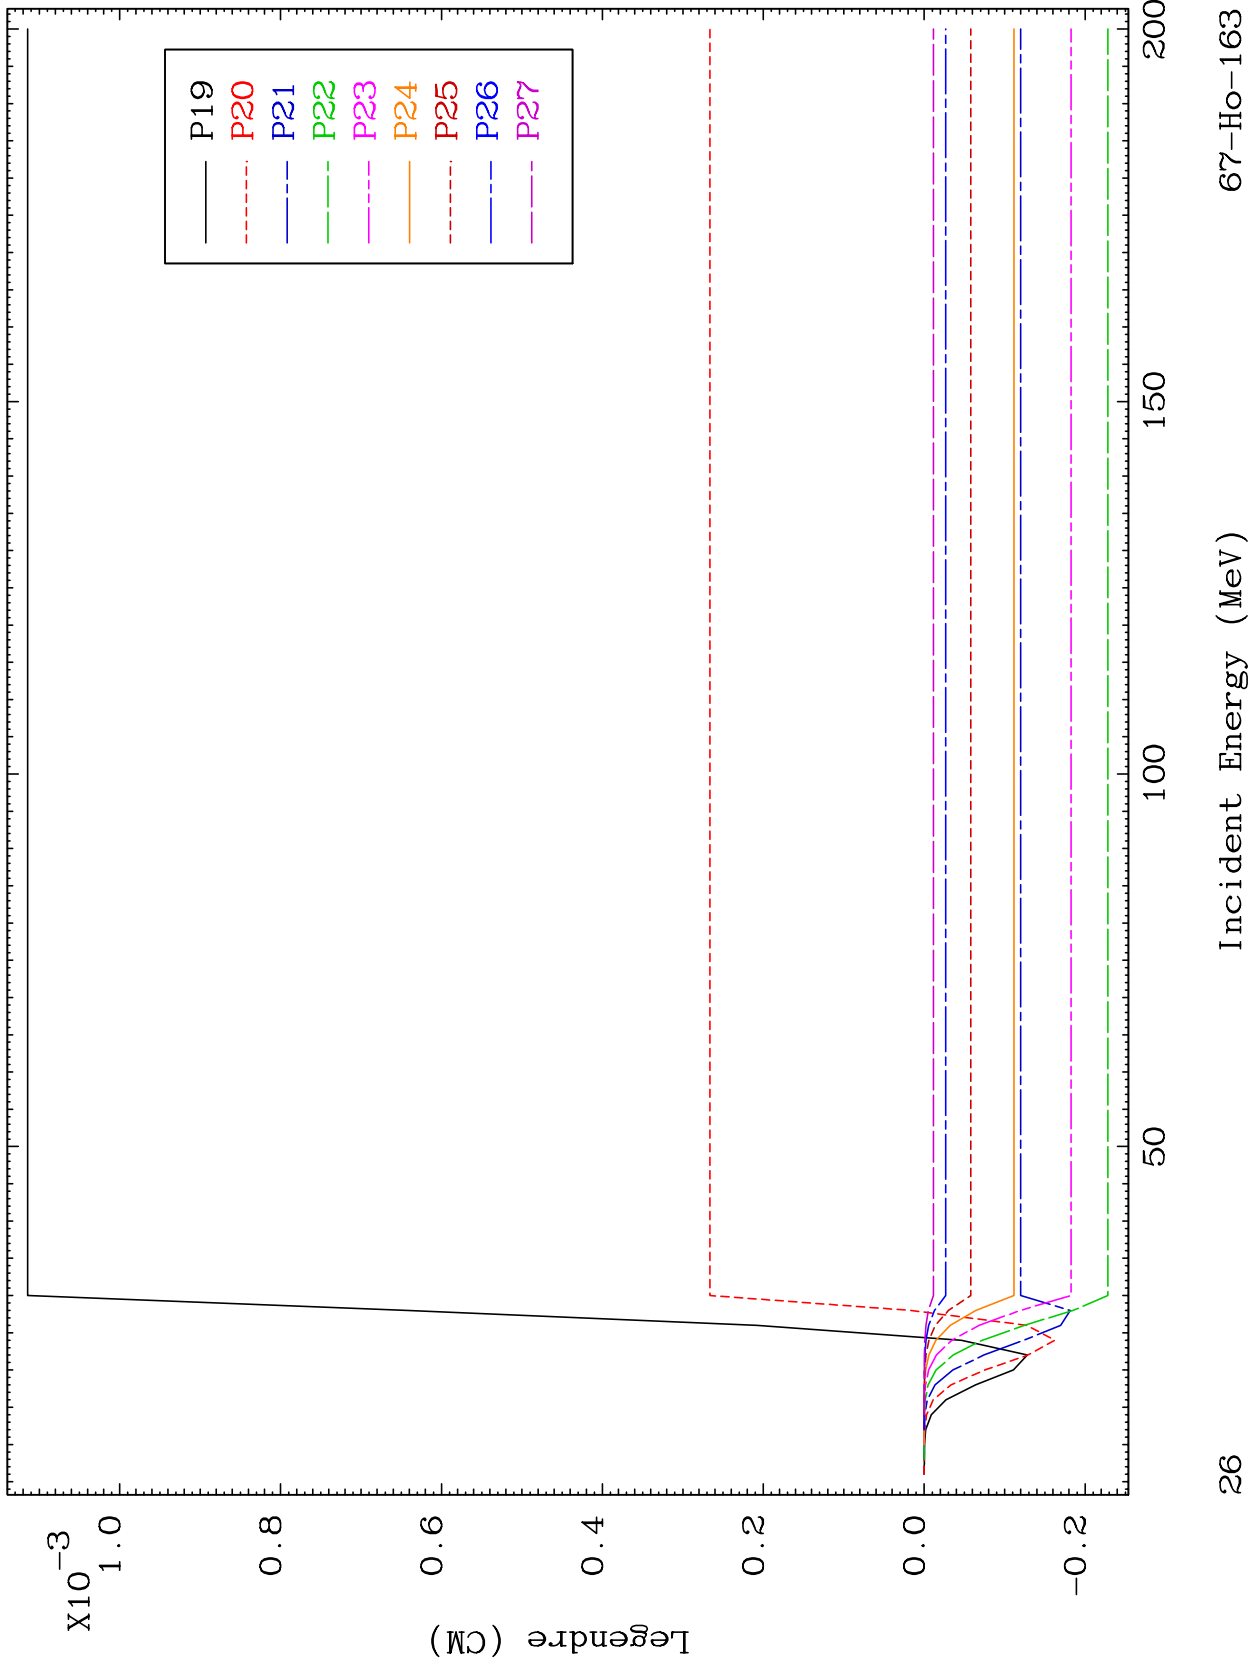 X10-3
1.0
0.8
0.6
0.4
0.2
0.0
-0.2
Legendre (CM)
P19
P20
P21
P22
P23
P24
P25
P26
P27
50
100
150
200
Incident Energy (MeV)
26
67-Ho-163